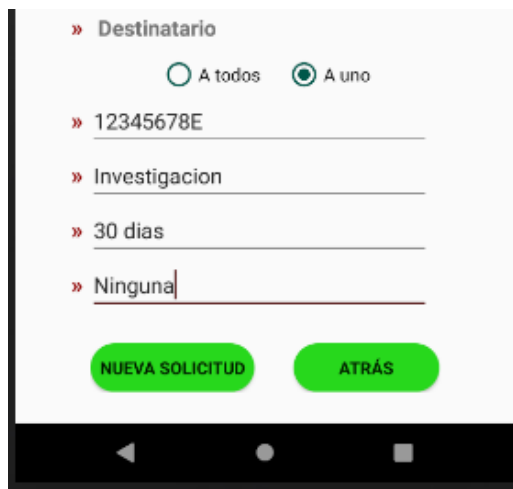 » Destinatario
A todos A uno
» 12345678E
» Investigacion
» 30 dias
» Ninguna
NUEVA SOLICITUD ATRÁS